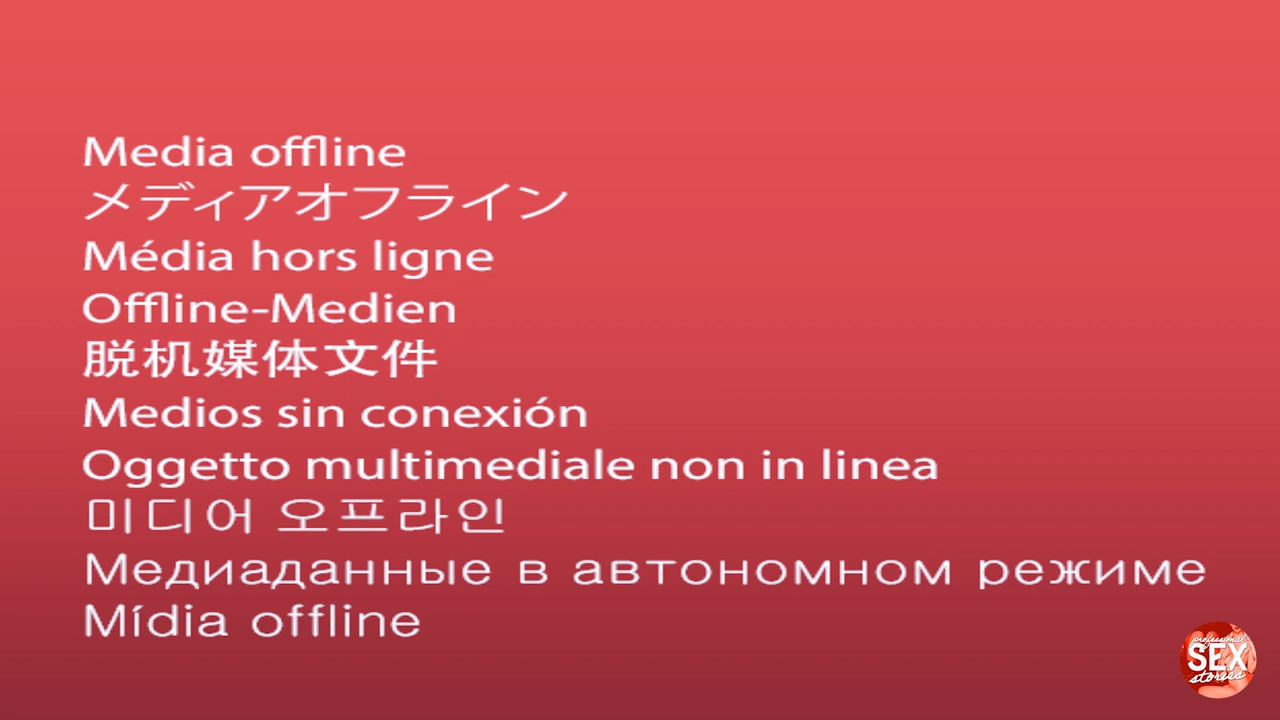 Media offline
メディアオフライン
Média hors ligne
Offline-Medien
脱机媒体文件
Medios sin conexión
Oggetto multimediale non in linea
미디어 오프라인
Медиаданные в автономном режиме
Mídia offline
professional
SEX
storiess